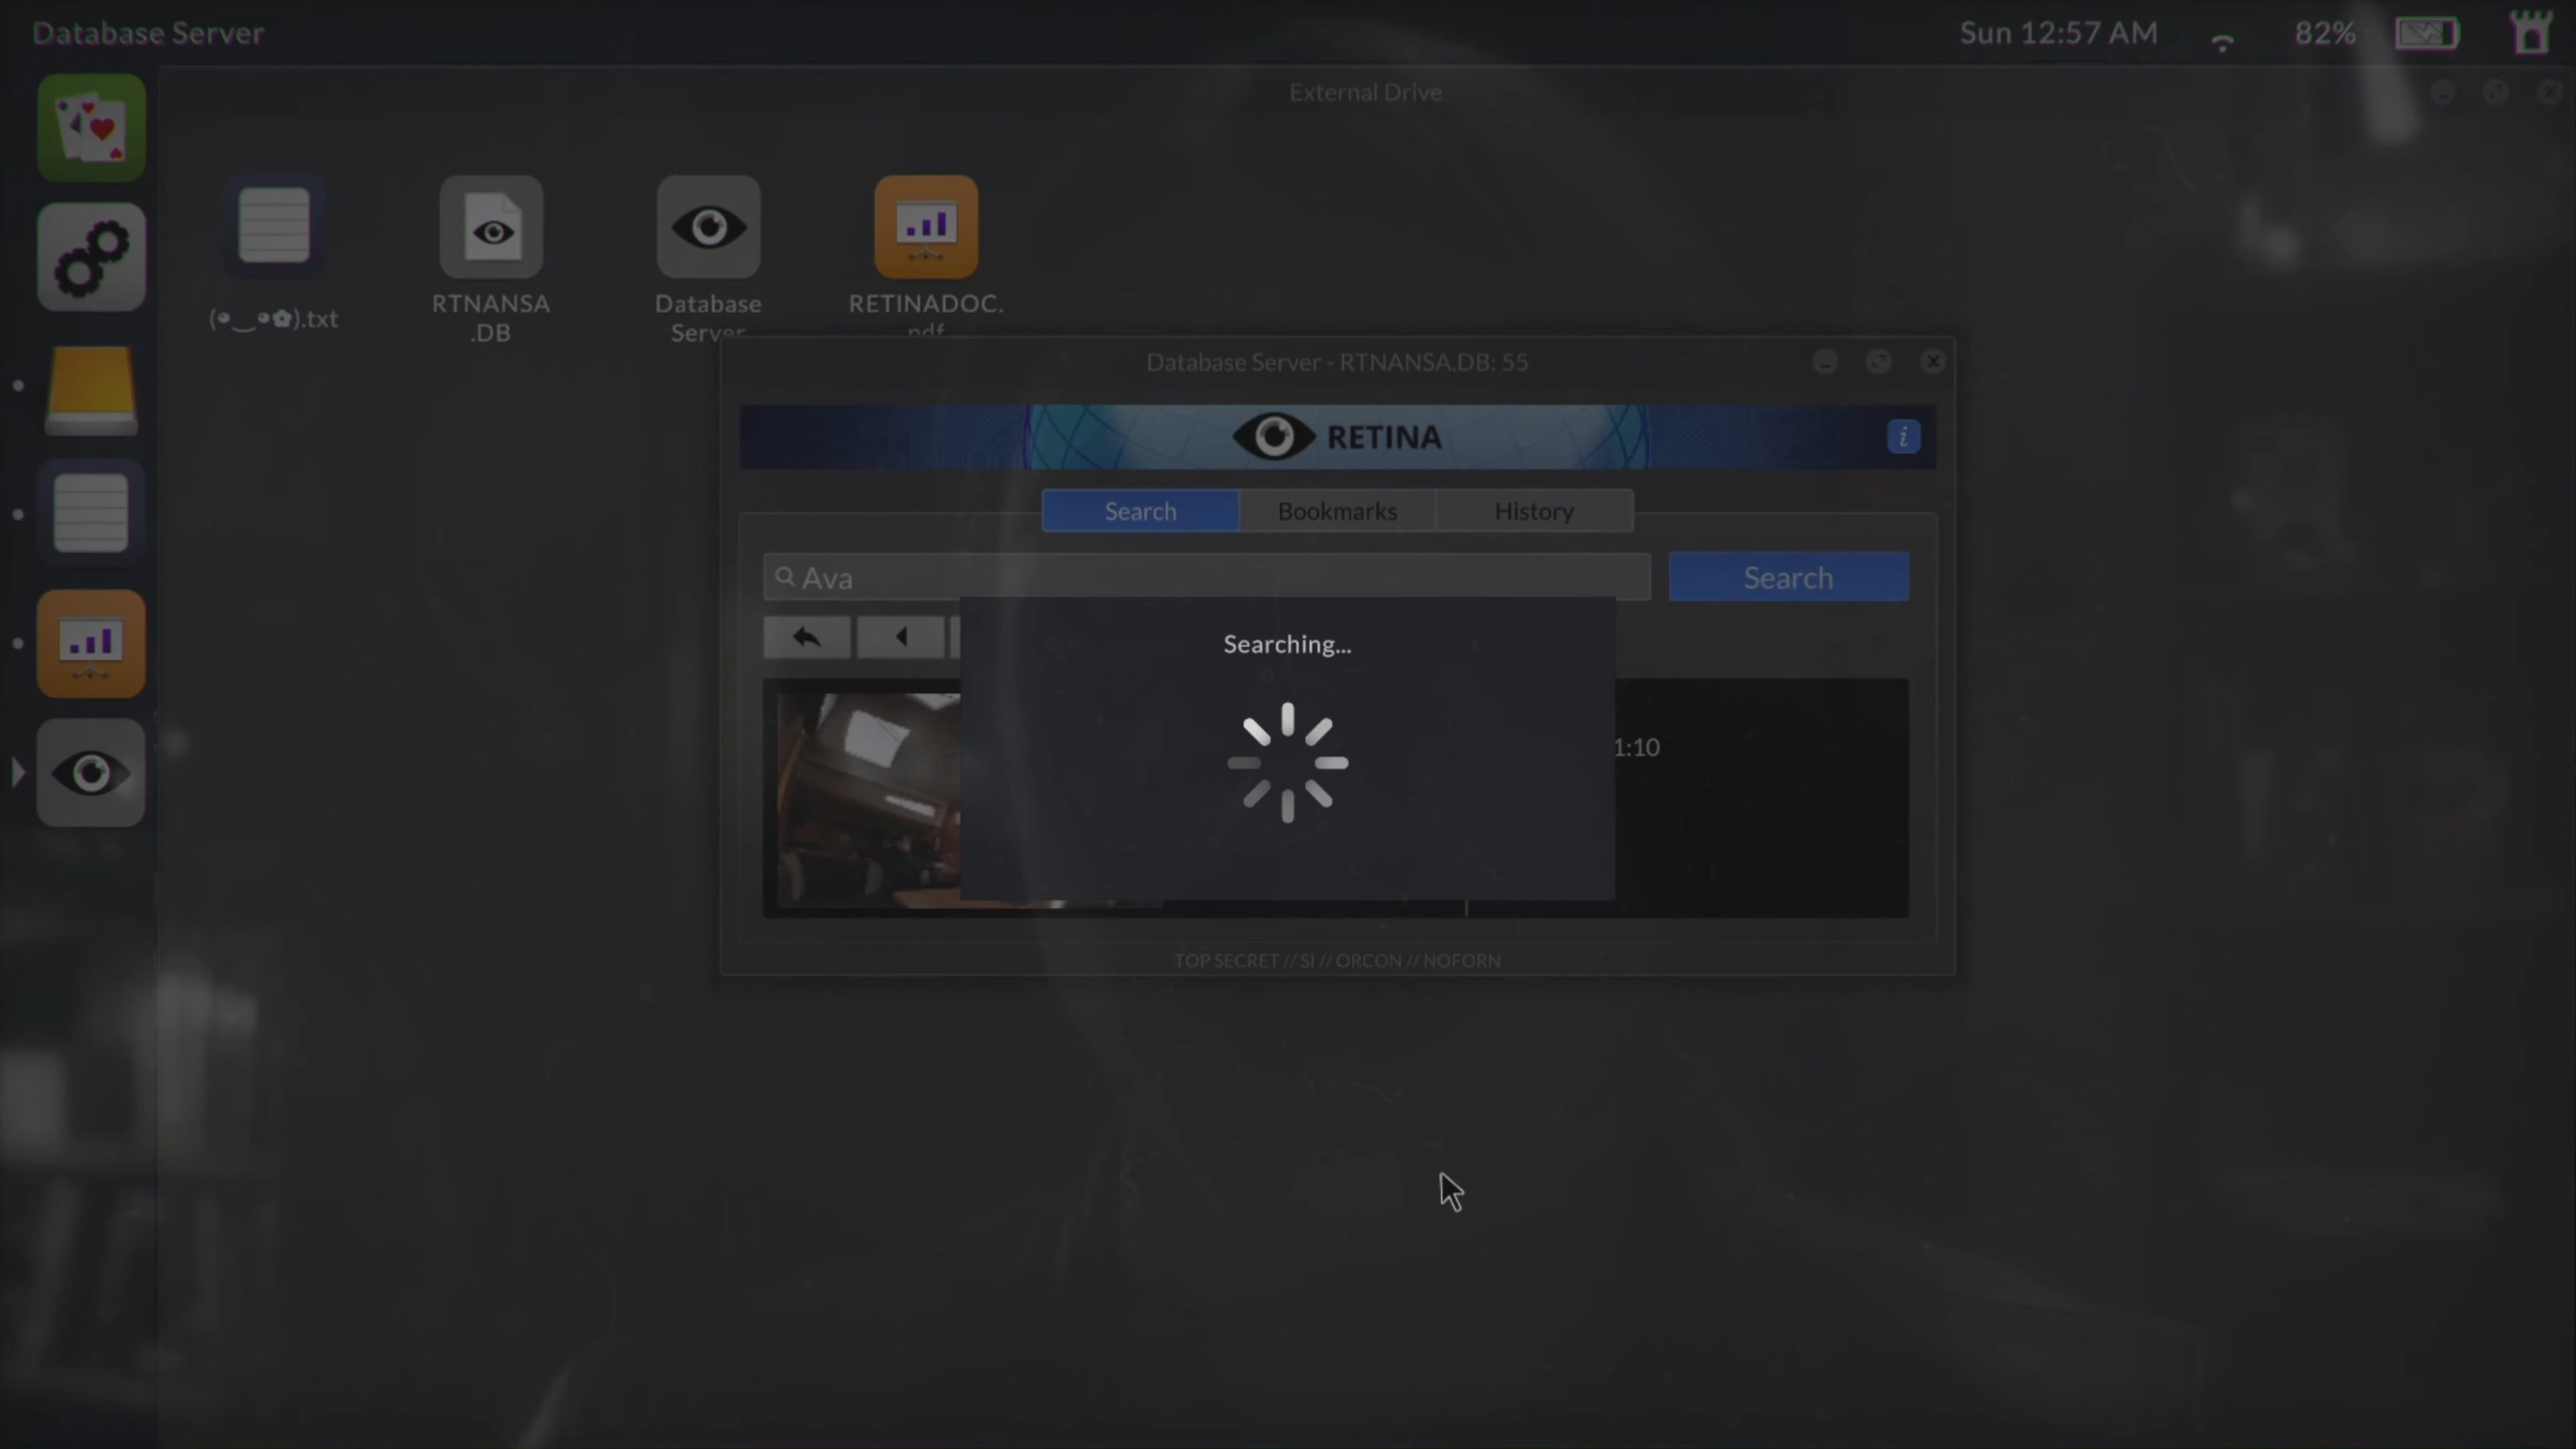 Database Server
Sun 12:57 AM
82%
External Drive
(•‿•✿).txt
RTNANSA
.DB
Database
Server
RETINADOC.
pdf
Database Server - RTNANSA.DB: 55
RETINA
i
Search
Bookmarks
History
Ava
Search
Searching...
1:10
TOP SECRET // SI // ORCON // NOFORN